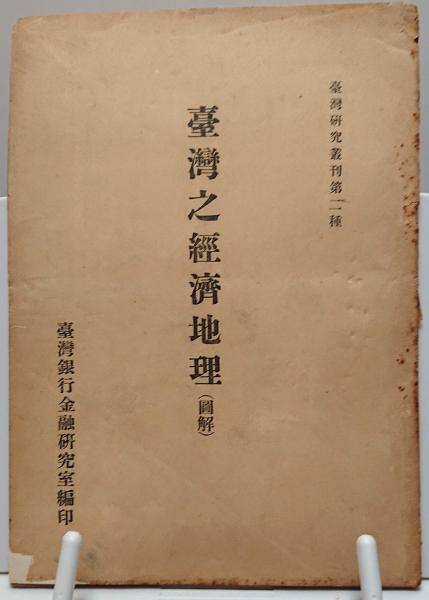 臺灣研究叢刊第二種
臺灣之經濟地理(圖解)
臺灣銀行金融研究室編印